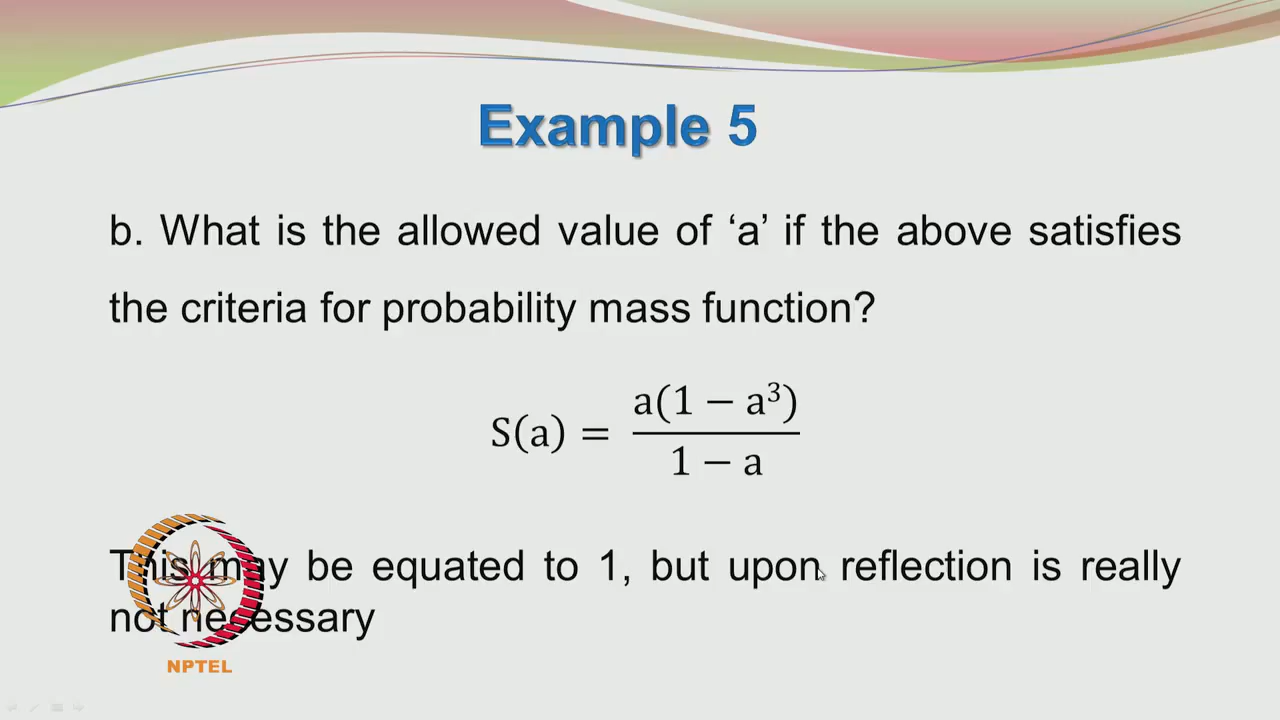 Example 5
b. What is the allowed value of ‘a’ if the above satisfies
the criteria for probability mass function?
S(a) = a(1 − a³) / 1 − a
This may be equated to 1, but upon reflection is really
not necessary
NPTEL